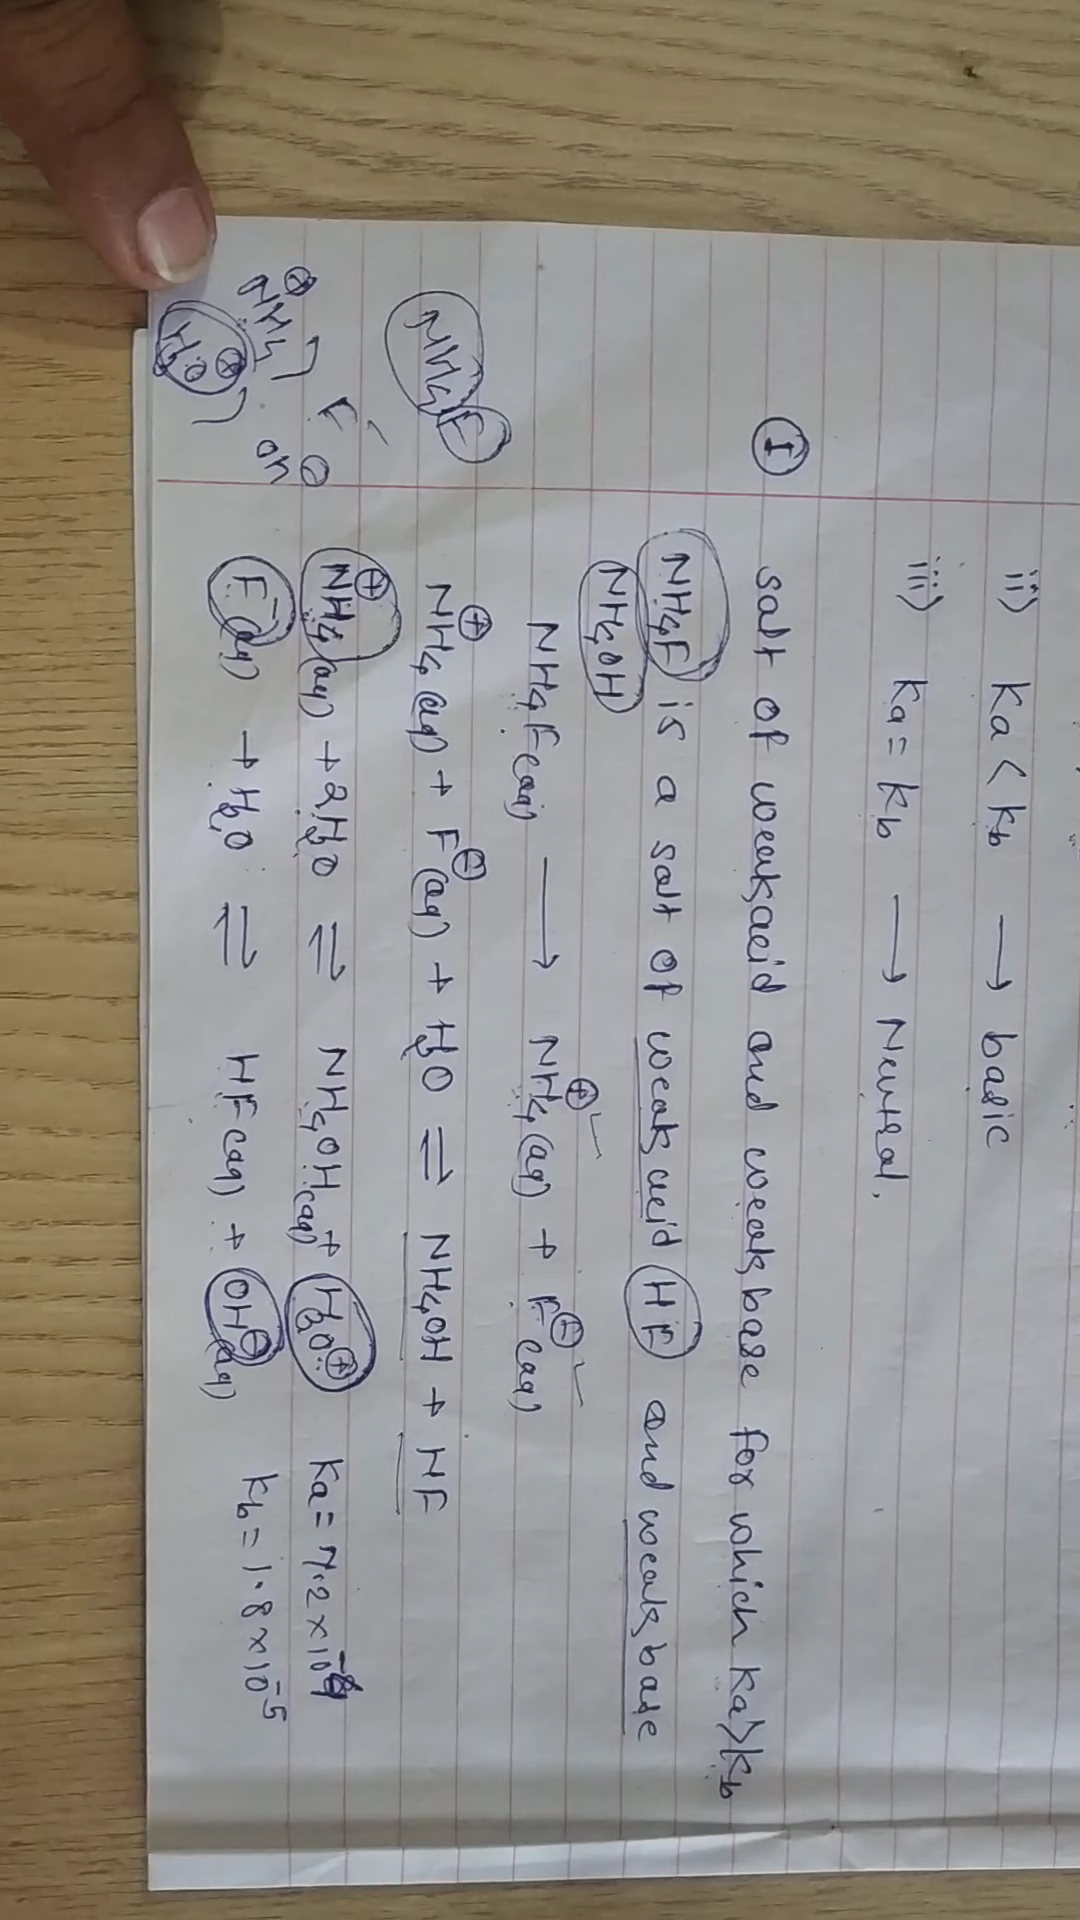 ii) Ka < Kb → basic
iii) Ka = Kb → Neutral.
I salt of weak acid and weak base for which Ka > Kb
NH4F is a salt of weak acid HF and weak base
NH4OH
NH4F(aq) → NH4⊕(aq) + F⊖(aq)
NH4F
NH4⊕(aq) + F⊖(aq) + H2O ⇌ NH4OH + HF
NH4⊕(aq) + 2H2O ⇌ NH4OH(aq) + H3O⊕ Ka = 7.2 × 10-4
F-(aq) + H2O ⇌ HF(aq) + OH⊖(aq) Kb = 1.8 × 10-5
⊕NH4 F-
H3O⊕ OH⊖